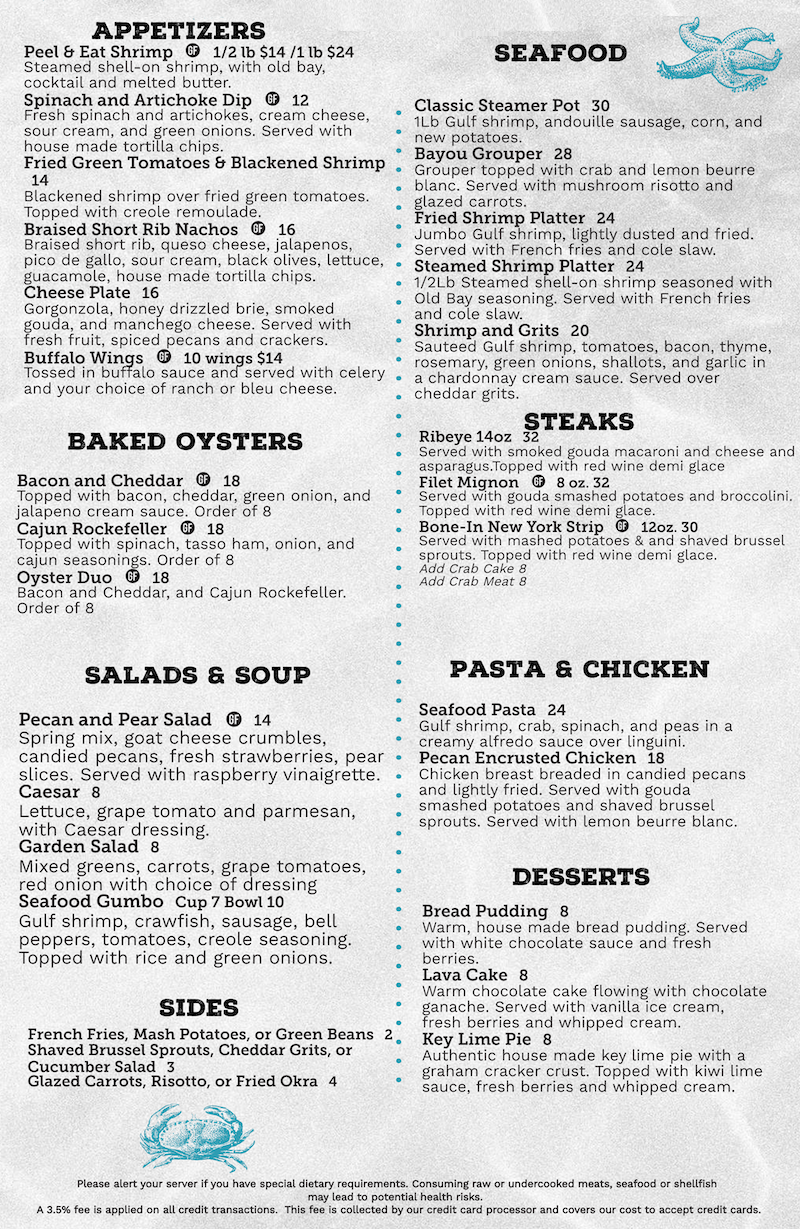 APPETIZERS
Peel & Eat Shrimp GF 1/2 lb $14 /1 lb $24
Steamed shell-on shrimp, with old bay,
cocktail and melted butter.
Spinach and Artichoke Dip GF 12
Fresh spinach and artichokes, cream cheese,
sour cream, and green onions. Served with
house made tortilla chips.
Fried Green Tomatoes & Blackened Shrimp
14
Blackened shrimp over fried green tomatoes.
Topped with creole remoulade.
Braised Short Rib Nachos GF 16
Braised short rib, queso cheese, jalapenos,
pico de gallo, sour cream, black olives, lettuce,
guacamole, house made tortilla chips.
Cheese Plate 16
Gorgonzola, honey drizzled brie, smoked
gouda, and manchego cheese. Served with
fresh fruit, spiced pecans and crackers.
Buffalo Wings GF 10 wings $14
Tossed in buffalo sauce and served with celery
and your choice of ranch or bleu cheese.
BAKED OYSTERS
Bacon and Cheddar GF 18
Topped with bacon, cheddar, green onion, and
jalapeno cream sauce. Order of 8
Cajun Rockefeller GF 18
Topped with spinach, tasso ham, onion, and
cajun seasonings. Order of 8
Oyster Duo GF 18
Bacon and Cheddar, and Cajun Rockefeller.
Order of 8
SALADS & SOUP
Pecan and Pear Salad GF 14
Spring mix, goat cheese crumbles,
candied pecans, fresh strawberries, pear
slices. Served with raspberry vinaigrette.
Caesar 8
Lettuce, grape tomato and parmesan,
with Caesar dressing.
Garden Salad 8
Mixed greens, carrots, grape tomatoes,
red onion with choice of dressing
Seafood Gumbo Cup 7 Bowl 10
Gulf shrimp, crawfish, sausage, bell
peppers, tomatoes, creole seasoning.
Topped with rice and green onions.
SIDES
French Fries, Mash Potatoes, or Green Beans 2
Shaved Brussel Sprouts, Cheddar Grits, or
Cucumber Salad 3
Glazed Carrots, Risotto, or Fried Okra 4
SEAFOOD
Classic Steamer Pot 30
1Lb Gulf shrimp, andouille sausage, corn, and
new potatoes.
Bayou Grouper 28
Grouper topped with crab and lemon beurre
blanc. Served with mushroom risotto and
glazed carrots.
Fried Shrimp Platter 24
Jumbo Gulf shrimp, lightly dusted and fried.
Served with French fries and cole slaw.
Steamed Shrimp Platter 24
1/2Lb Steamed shell-on shrimp seasoned with
Old Bay seasoning. Served with French fries
and cole slaw.
Shrimp and Grits 20
Sauteed Gulf shrimp, tomatoes, bacon, thyme,
rosemary, green onions, shallots, and garlic in
a chardonnay cream sauce. Served over
cheddar grits.
STEAKS
Ribeye 14oz 32
Served with smoked gouda macaroni and cheese and
asparagus.Topped with red wine demi glace
Filet Mignon GF 8 oz. 32
Served with gouda smashed potatoes and broccolini.
Topped with red wine demi glace.
Bone-In New York Strip GF 12oz. 30
Served with mashed potatoes & and shaved brussel
sprouts. Topped with red wine demi glace.
Add Crab Cake 8
Add Crab Meat 8
PASTA & CHICKEN
Seafood Pasta 24
Gulf shrimp, crab, spinach, and peas in a
creamy alfredo sauce over linguini.
Pecan Encrusted Chicken 18
Chicken breast breaded in candied pecans
and lightly fried. Served with gouda
smashed potatoes and shaved brussel
sprouts. Served with lemon beurre blanc.
DESSERTS
Bread Pudding 8
Warm, house made bread pudding. Served
with white chocolate sauce and fresh
berries.
Lava Cake 8
Warm chocolate cake flowing with chocolate
ganache. Served with vanilla ice cream,
fresh berries and whipped cream.
Key Lime Pie 8
Authentic house made key lime pie with a
graham cracker crust. Topped with kiwi lime
sauce, fresh berries and whipped cream.
Please alert your server if you have special dietary requirements. Consuming raw or undercooked meats, seafood or shellfish
may lead to potential health risks.
A 3.5% fee is applied on all credit transactions. This fee is collected by our credit card processor and covers our cost to accept credit cards.